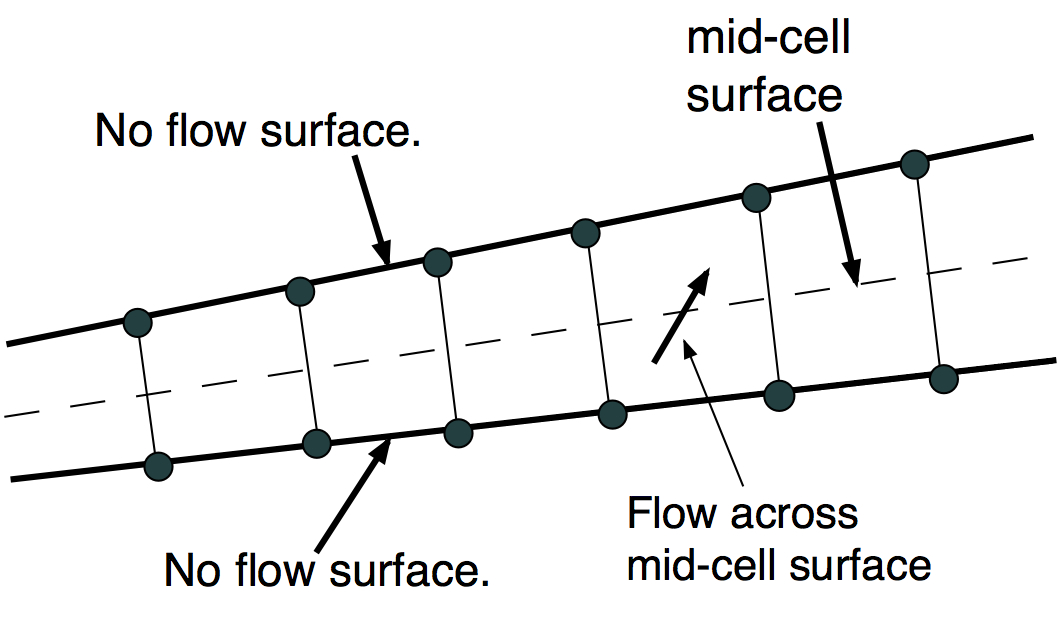 mid-cell
surface
No flow surface.
No flow surface.
Flow across
mid-cell surface